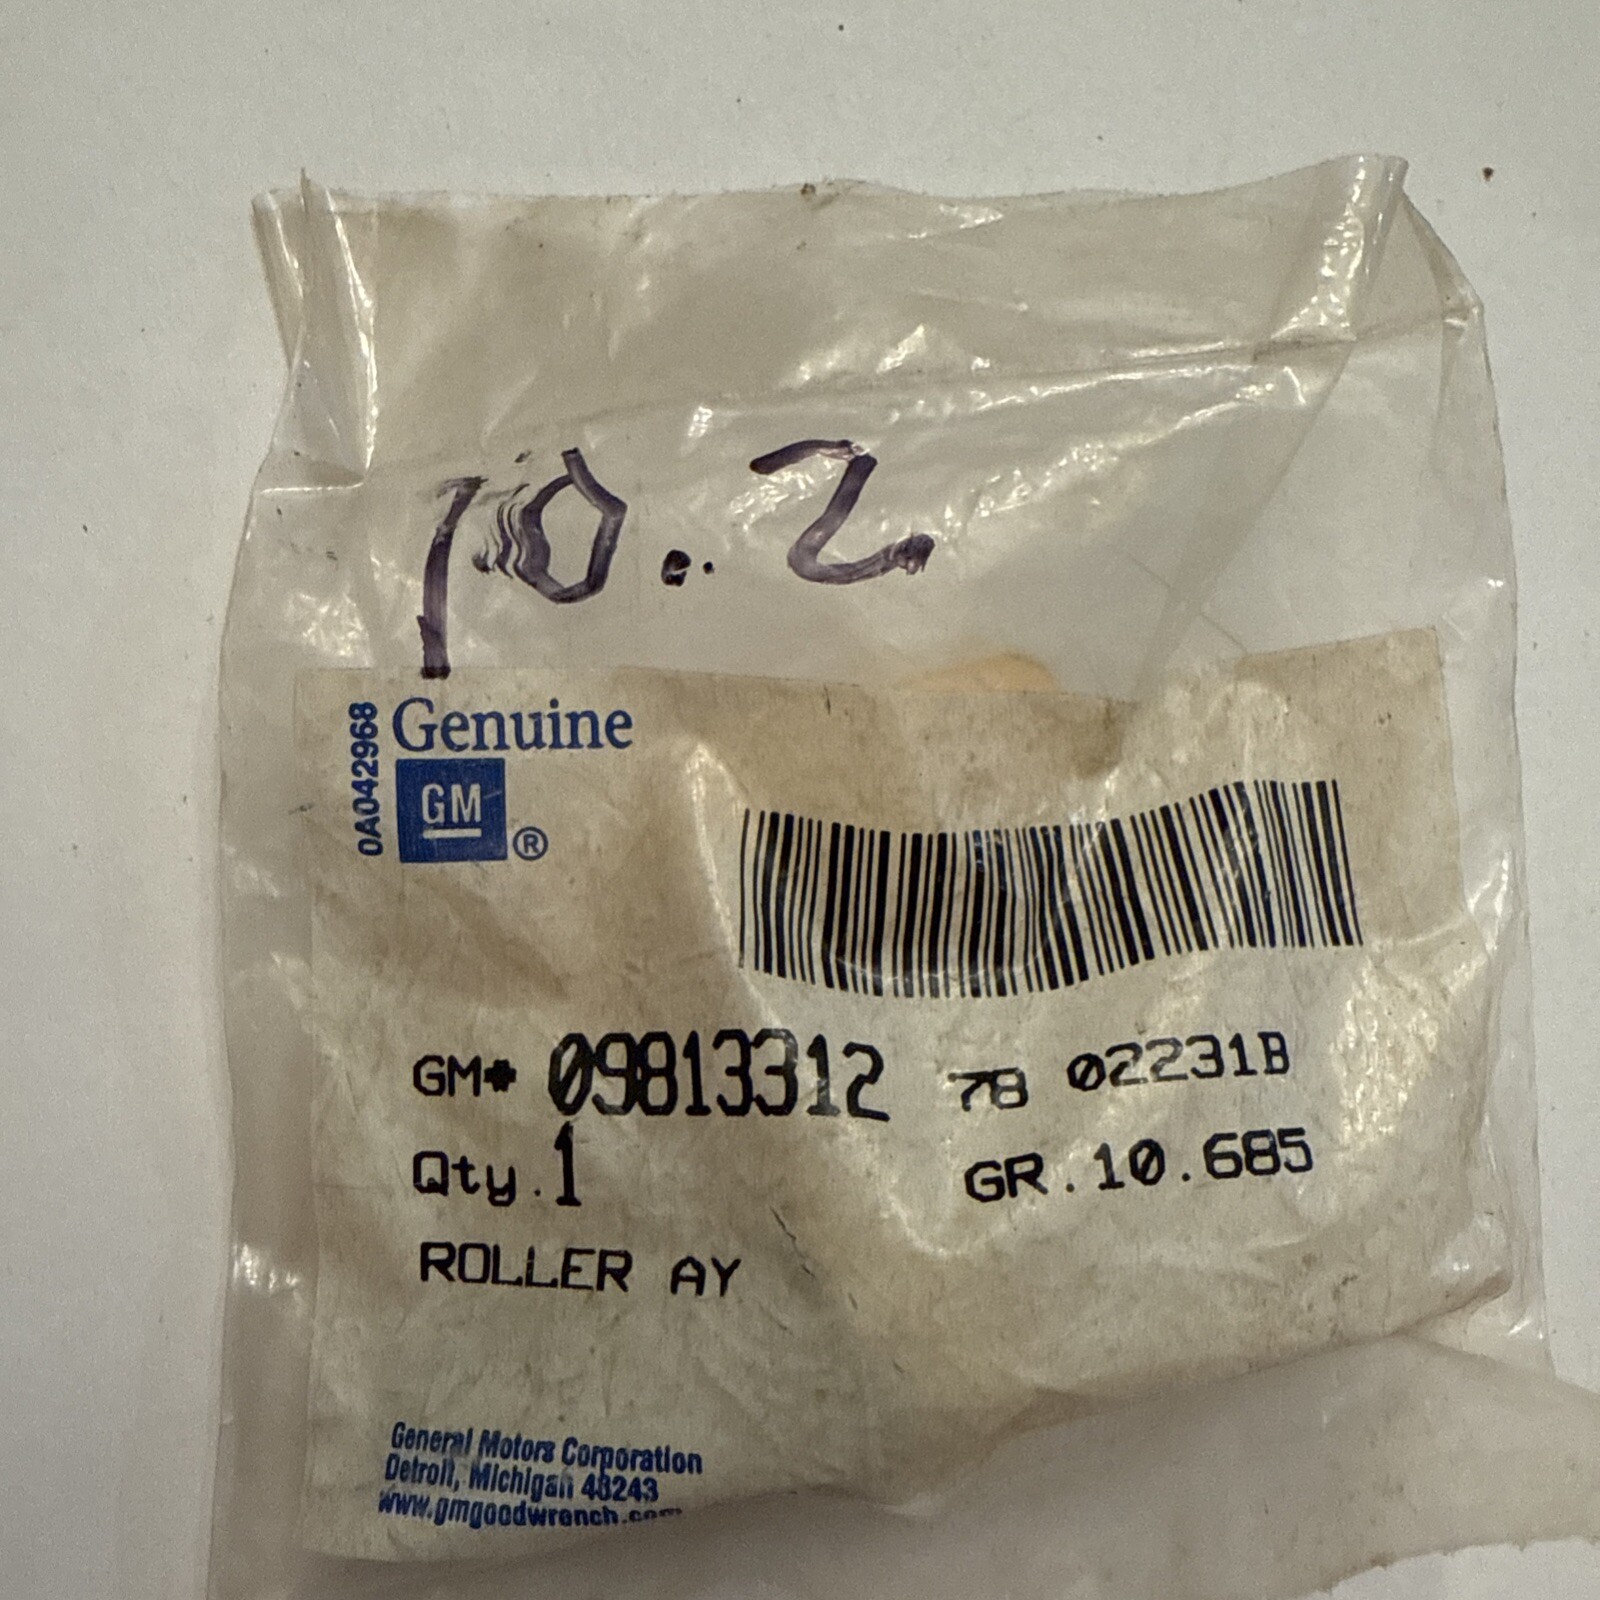 10.2
0A042968
Genuine
GM
®
GM# 09813312 78 02231B
Qty.1 GR.10.685
ROLLER AY
General Motors Corporation
Detroit, Michigan 48243
www.gmgoodwrench.com